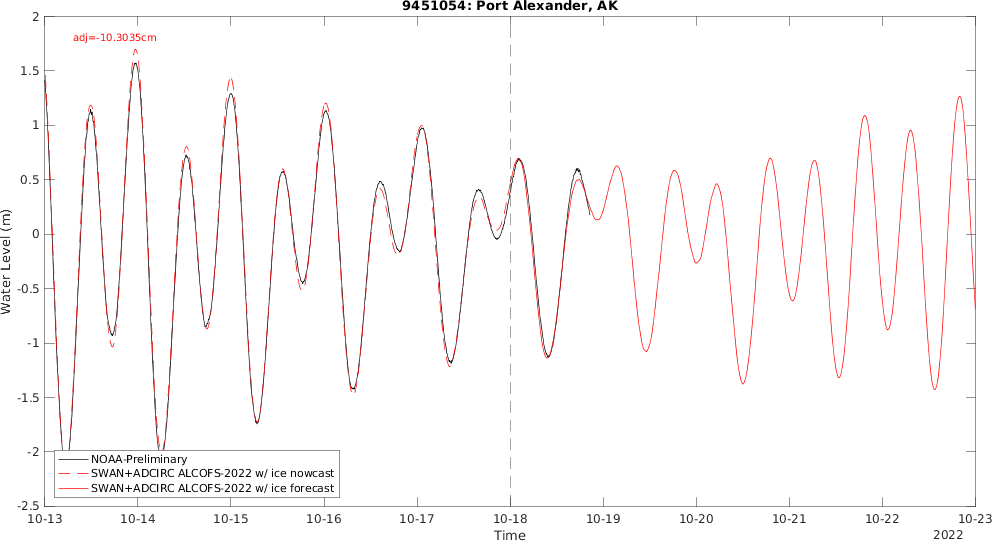 9451054: Port Alexander, AK
adj=-10.3035cm
Water Level (m)
2
1.5
1
0.5
0
-0.5
-1
-1.5
-2
-2.5
NOAA-Preliminary
SWAN+ADCIRC ALCOFS-2022 w/ ice nowcast
SWAN+ADCIRC ALCOFS-2022 w/ ice forecast
10-13 10-14 10-15 10-16 10-17 10-18 10-19 10-20 10-21 10-22 10-23
Time
2022